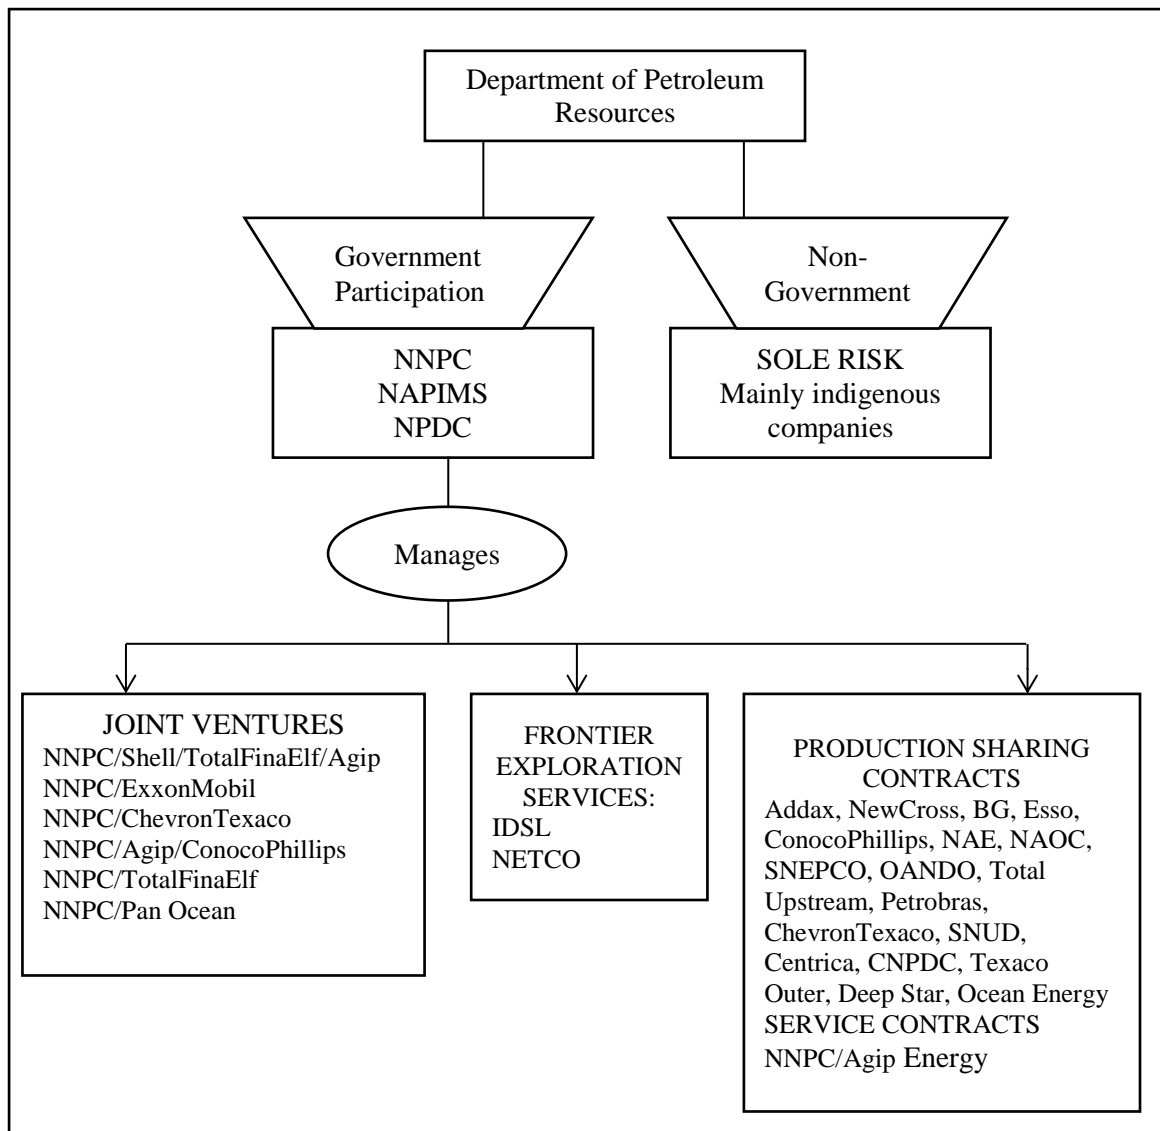 Department of Petroleum
Resources
Government
Participation
Non-
Government
NNPC
NAPIMS
NPDC
SOLE RISK
Mainly indigenous
companies
Manages
JOINT VENTURES
NNPC/Shell/TotalFinaElf/Agip
NNPC/ExxonMobil
NNPC/ChevronTexaco
NNPC/Agip/ConocoPhillips
NNPC/TotalFinaElf
NNPC/Pan Ocean
FRONTIER
EXPLORATION
SERVICES:
IDSL
NETCO
PRODUCTION SHARING
CONTRACTS
Addax, NewCross, BG, Esso,
ConocoPhillips, NAE, NAOC,
SNEPCO, OANDO, Total
Upstream, Petrobras,
ChevronTexaco, SNUD,
Centrica, CNPDC, Texaco
Outer, Deep Star, Ocean Energy
SERVICE CONTRACTS
NNPC/Agip Energy